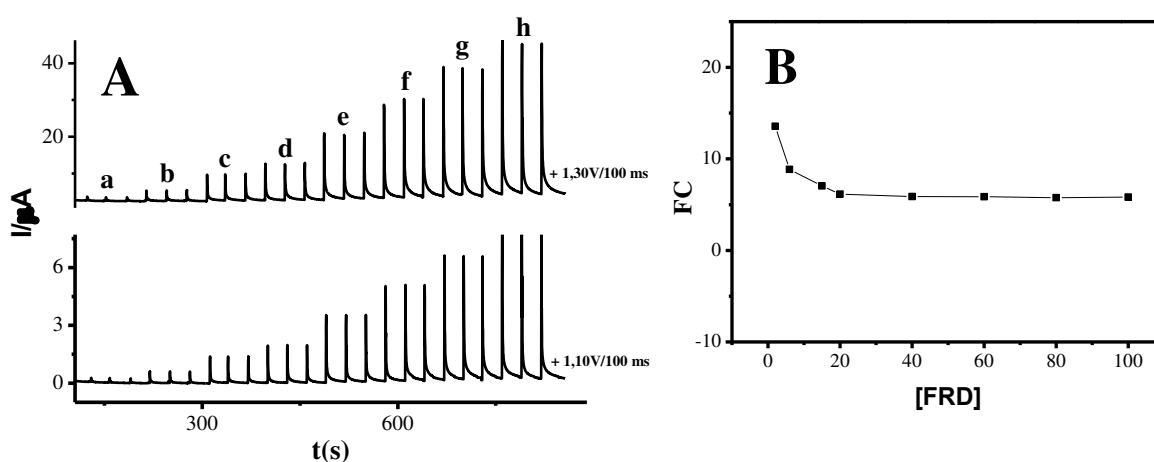 A
a b c d e f g h
40
20
I/µA
+ 1,30V/100 ms
6
3
0
+ 1,10V/100 ms
300 600
t(s)
B
20
10
0
-10
FC
0 20 40 60 80 100
[FRD]